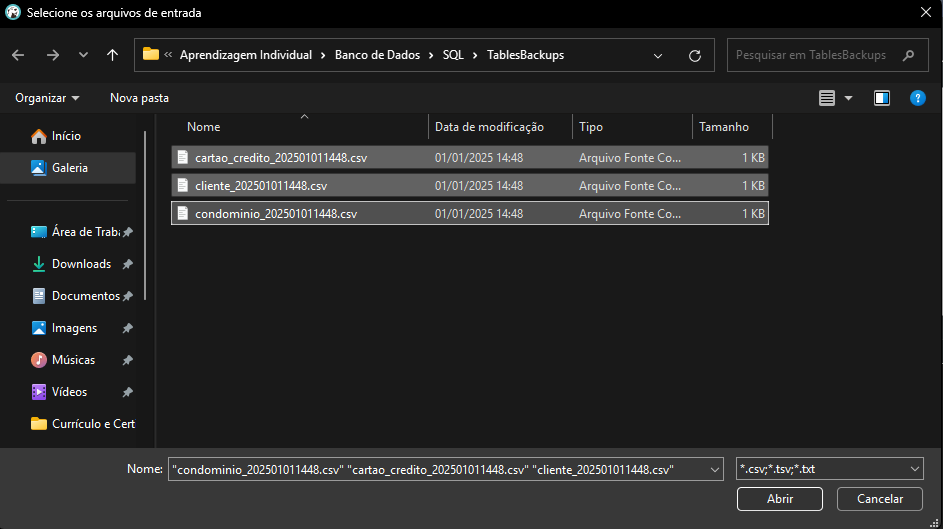 Selecione os arquivos de entrada
« Aprendizagem Individual > Banco de Dados > SQL > TablesBackups
Pesquisar em TablesBackups
Organizar
Nova pasta
?
Início
Galeria
Área de Traba
Downloads
Documentos
Imagens
Músicas
Vídeos
Currículo e Cert
Nome Data de modificação Tipo Tamanho
cartao_credito_202501011448.csv 01/01/2025 14:48 Arquivo Fonte Co... 1 KB
cliente_202501011448.csv 01/01/2025 14:48 Arquivo Fonte Co... 1 KB
condominio_202501011448.csv 01/01/2025 14:48 Arquivo Fonte Co... 1 KB
Nome: "condominio_202501011448.csv" "cartao_credito_202501011448.csv" "cliente_202501011448.csv"
*.csv;*.tsv;*.txt
Abrir Cancelar